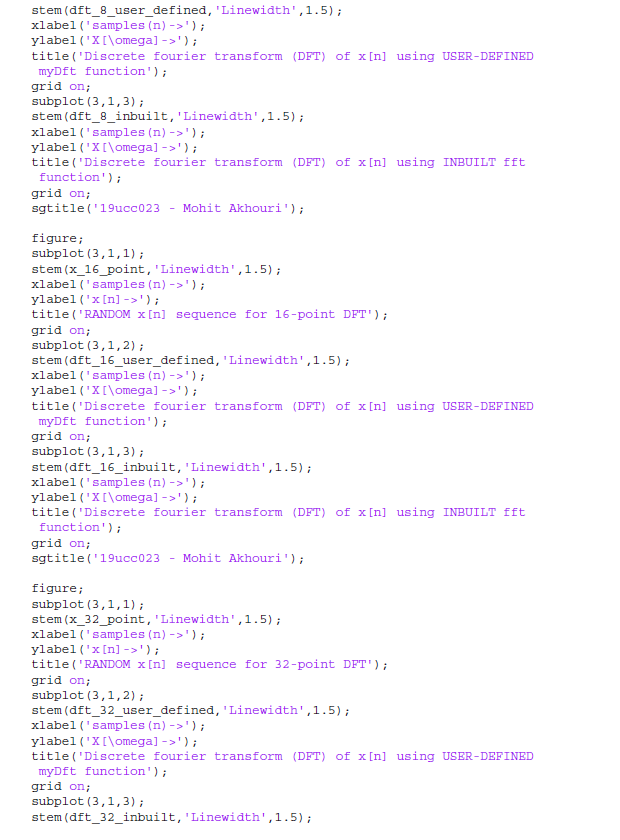 stem(dft_8_user_defined,'Linewidth',1.5);
xlabel('samples(n)->');
ylabel('X[\omega]->');
title('Discrete fourier transform (DFT) of x[n] using USER-DEFINED
myDft function');
grid on;
subplot(3,1,3);
stem(dft_8_inbuilt,'Linewidth',1.5);
xlabel('samples(n)->');
ylabel('X[\omega]->');
title('Discrete fourier transform (DFT) of x[n] using INBUILT fft
function');
grid on;
sgtitle('19ucc023 - Mohit Akhouri');

figure;
subplot(3,1,1);
stem(x_16_point,'Linewidth',1.5);
xlabel('samples(n)->');
ylabel('x[n]->');
title('RANDOM x[n] sequence for 16-point DFT');
grid on;
subplot(3,1,2);
stem(dft_16_user_defined,'Linewidth',1.5);
xlabel('samples(n)->');
ylabel('X[\omega]->');
title('Discrete fourier transform (DFT) of x[n] using USER-DEFINED
myDft function');
grid on;
subplot(3,1,3);
stem(dft_16_inbuilt,'Linewidth',1.5);
xlabel('samples(n)->');
ylabel('X[\omega]->');
title('Discrete fourier transform (DFT) of x[n] using INBUILT fft
function');
grid on;
sgtitle('19ucc023 - Mohit Akhouri');

figure;
subplot(3,1,1);
stem(x_32_point,'Linewidth',1.5);
xlabel('samples(n)->');
ylabel('x[n]->');
title('RANDOM x[n] sequence for 32-point DFT');
grid on;
subplot(3,1,2);
stem(dft_32_user_defined,'Linewidth',1.5);
xlabel('samples(n)->');
ylabel('X[\omega]->');
title('Discrete fourier transform (DFT) of x[n] using USER-DEFINED
myDft function');
grid on;
subplot(3,1,3);
stem(dft_32_inbuilt,'Linewidth',1.5);